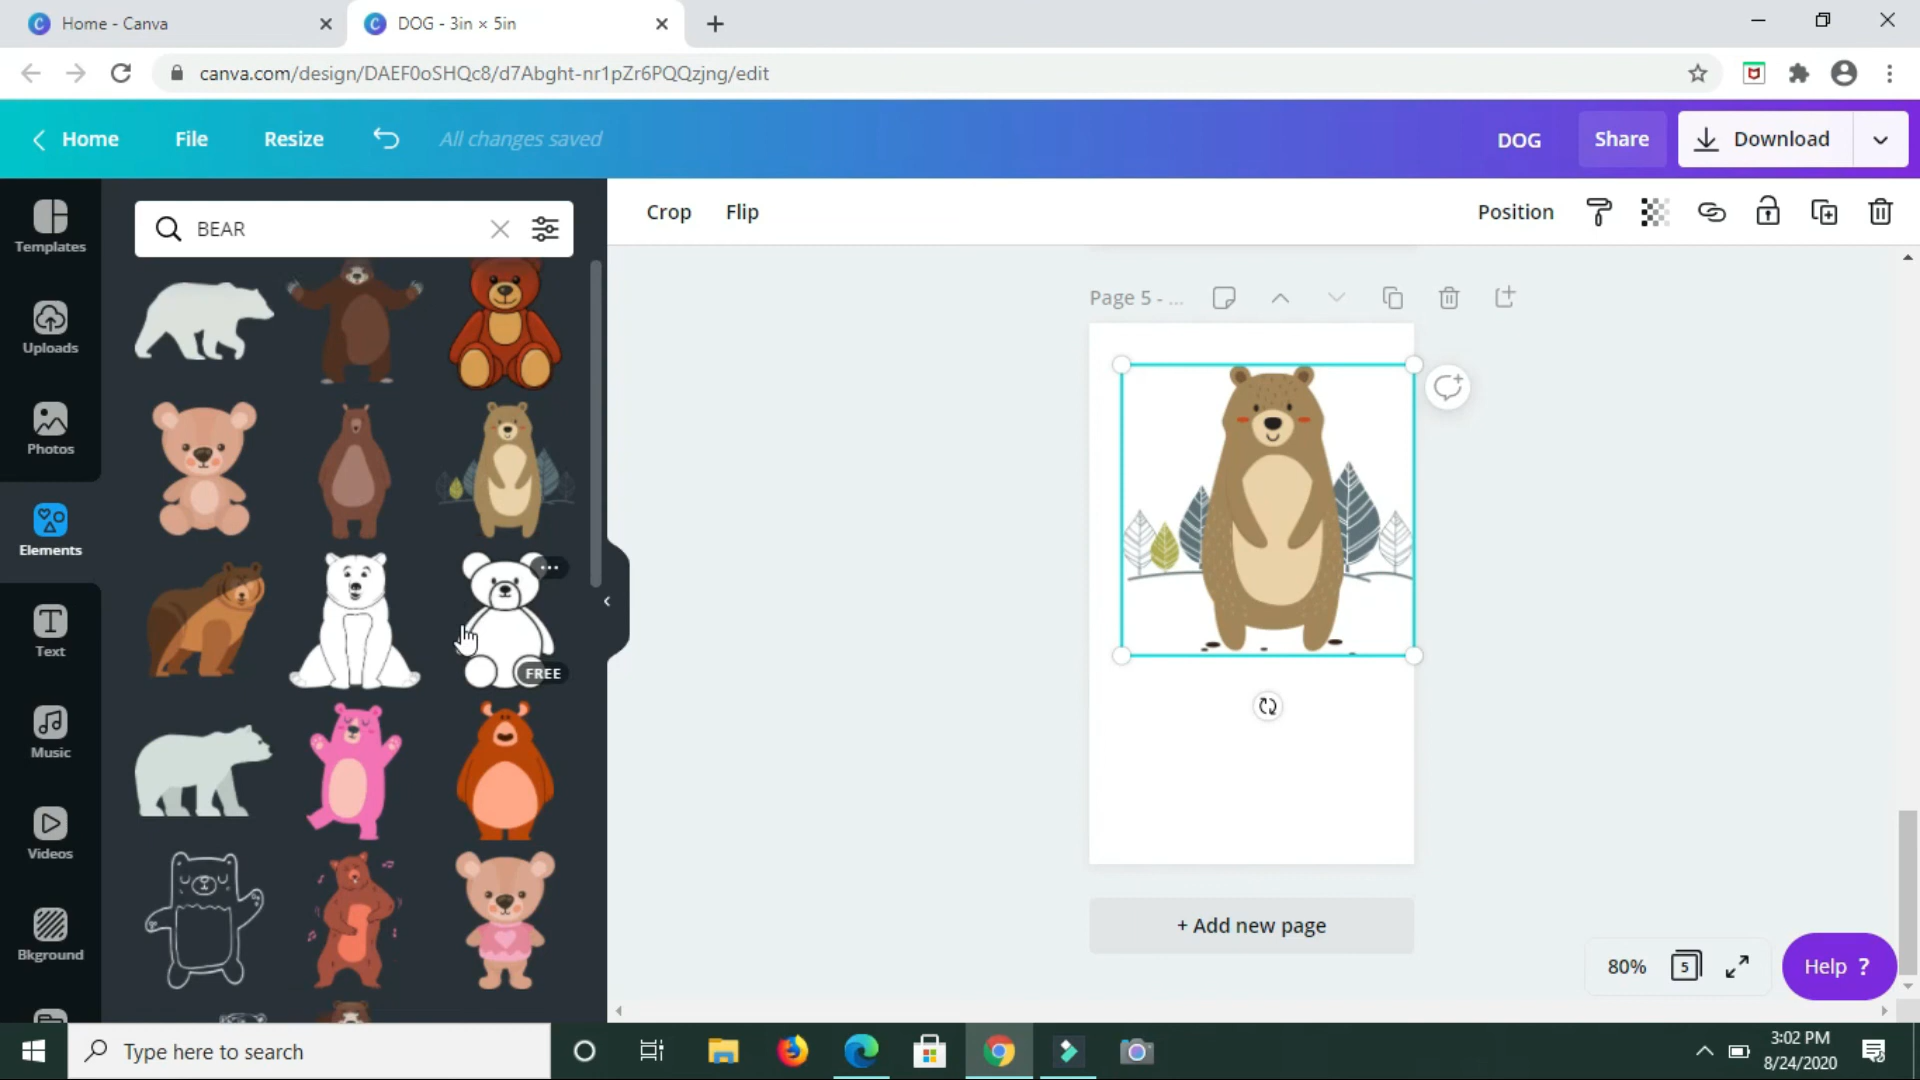 Home - Canva
DOG - 3in × 5in
canva.com/design/DAEF0oSHQc8/d7Abght-nr1pZr6PQQzjng/edit
Home
File
Resize
All changes saved
DOG
Share
Download
Templates
Uploads
Photos
Elements
Text
Music
Videos
Bkground
BEAR
FREE
Crop
Flip
Position
Page 5 - ...
+ Add new page
80%
5
Help ?
Type here to search
3:02 PM
8/24/2020